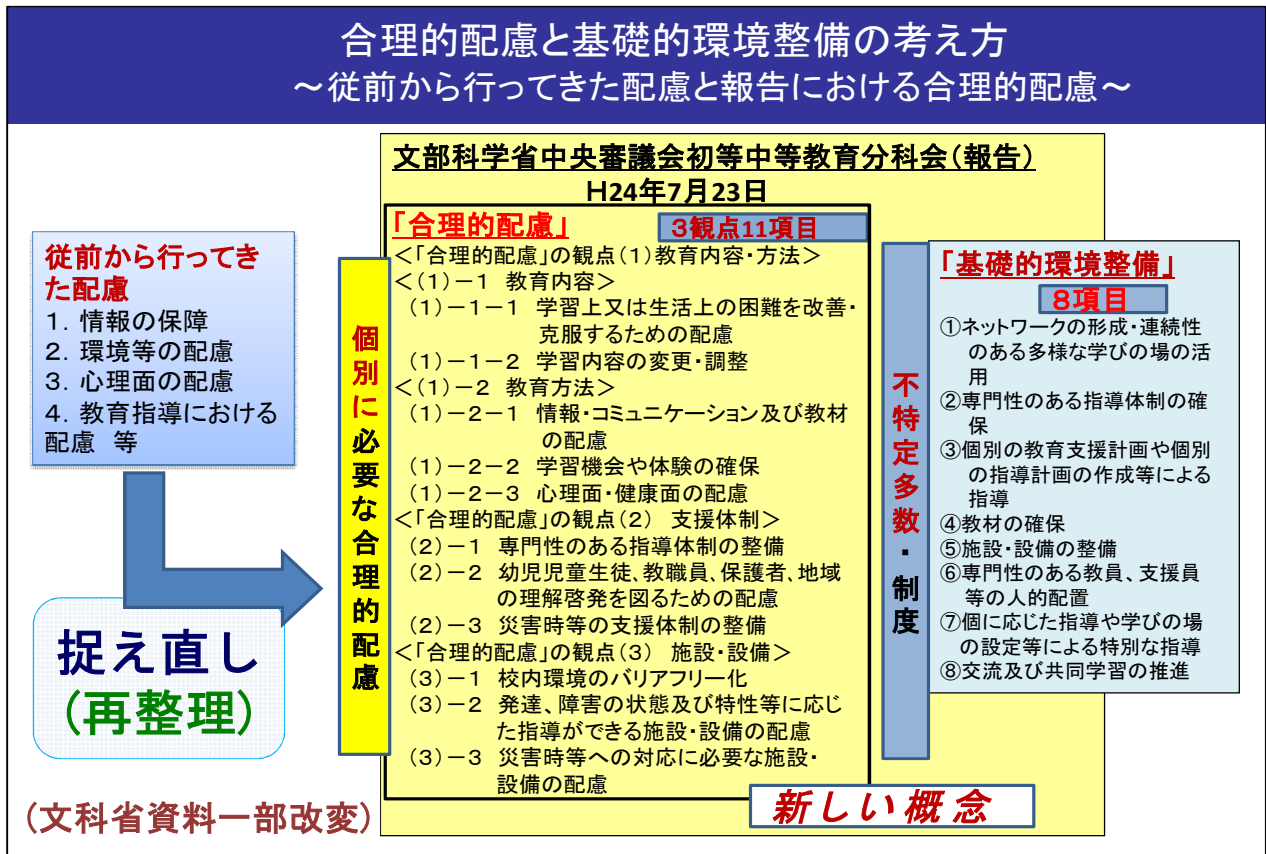 合理的配慮と基礎的環境整備の考え方
～従前から行ってきた配慮と報告における合理的配慮～
文部科学省中央審議会初等中等教育分科会（報告）
H24年7月23日
従前から行ってき
た配慮
1．情報の保障
2．環境等の配慮
3．心理面の配慮
4．教育指導における
配慮　等
捉え直し
（再整理）
（文科省資料一部改変）
個別に必要な合理的配慮
「合理的配慮」
3観点11項目
＜「合理的配慮」の観点（1）教育内容・方法＞
＜（1）－1　教育内容＞
（1）－1－1　学習上又は生活上の困難を改善・
克服するための配慮
（1）－1－2　学習内容の変更・調整
＜（1）－2　教育方法＞
（1）－2－1　情報・コミュニケーション及び教材
の配慮
（1）－2－2　学習機会や体験の確保
（1）－2－3　心理面・健康面の配慮
＜「合理的配慮」の観点（2）　支援体制＞
（2）－1　専門性のある指導体制の整備
（2）－2　幼児児童生徒、教職員、保護者、地域
の理解啓発を図るための配慮
（2）－3　災害時等の支援体制の整備
＜「合理的配慮」の観点（3）　施設・設備＞
（3）－1　校内環境のバリアフリー化
（3）－2　発達、障害の状態及び特性等に応じ
た指導ができる施設・設備の配慮
（3）－3　災害時等への対応に必要な施設・
設備の配慮
不特定多数・制度
「基礎的環境整備」
8項目
①ネットワークの形成・連続性
のある多様な学びの場の活
用
②専門性のある指導体制の確
保
③個別の教育支援計画や個別
の指導計画の作成等による
指導
④教材の確保
⑤施設・設備の整備
⑥専門性のある教員、支援員
等の人的配置
⑦個に応じた指導や学びの場
の設定等による特別な指導
⑧交流及び共同学習の推進
新しい概念